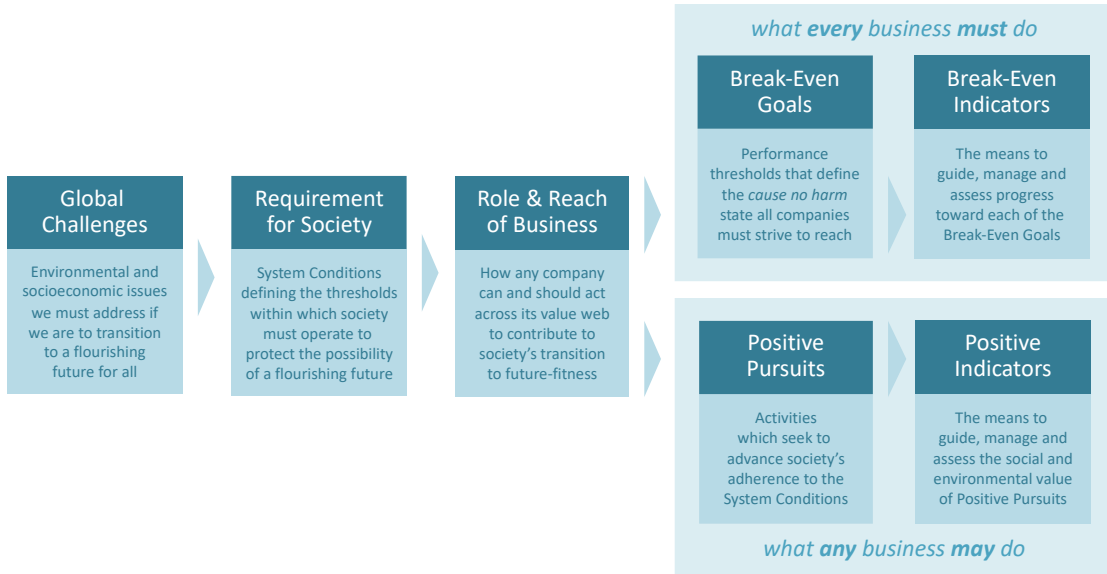 what every business must do
Break-Even
Goals
Performance
thresholds that define
the cause no harm
state all companies
must strive to reach
Break-Even
Indicators
The means to
guide, manage and
assess progress
toward each of the
Break-Even Goals
Global
Challenges
Environmental and
socioeconomic issues
we must address if
we are to transition
to a flourishing
future for all
Requirement
for Society
System Conditions
defining the thresholds
within which society
must operate to
protect the possibility
of a flourishing future
Role & Reach
of Business
How any company
can and should act
across its value web
to contribute to
society’s transition
to future-fitness
Positive
Pursuits
Activities
which seek to
advance society’s
adherence to the
System Conditions
Positive
Indicators
The means to
guide, manage and
assess the social and
environmental value
of Positive Pursuits
what any business may do